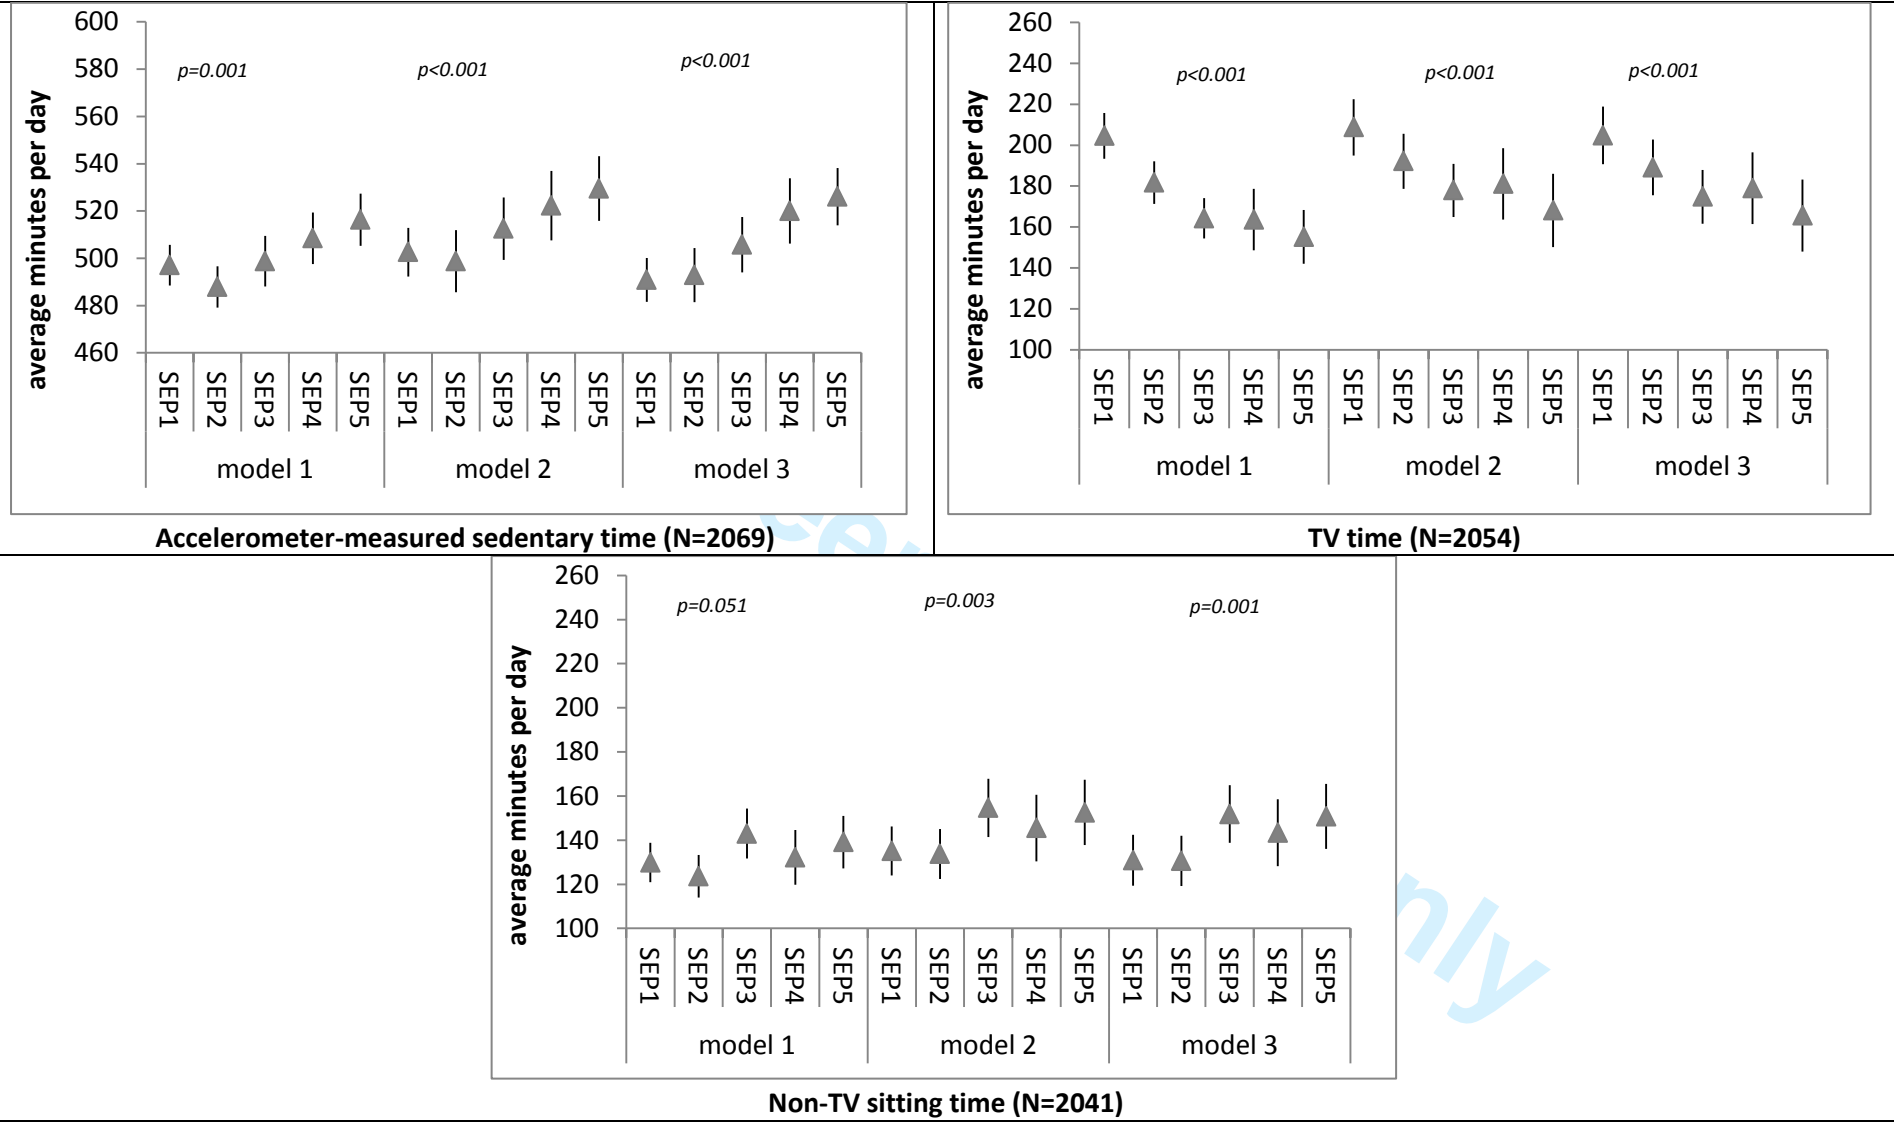 600
580
560
540
520
500
480
460
average minutes per day
p=0.001
p<0.001
p<0.001
SEP1 SEP2 SEP3 SEP4 SEP5 SEP1 SEP2 SEP3 SEP4 SEP5 SEP1 SEP2 SEP3 SEP4 SEP5
model 1 model 2 model 3
Accelerometer-measured sedentary time (N=2069)
260
240
220
200
180
160
140
120
100
average minutes per day
p<0.001
p<0.001
p<0.001
SEP1 SEP2 SEP3 SEP4 SEP5 SEP1 SEP2 SEP3 SEP4 SEP5 SEP1 SEP2 SEP3 SEP4 SEP5
model 1 model 2 model 3
TV time (N=2054)
260
240
220
200
180
160
140
120
100
average minutes per day
p=0.051
p=0.003
p=0.001
SEP1 SEP2 SEP3 SEP4 SEP5 SEP1 SEP2 SEP3 SEP4 SEP5 SEP1 SEP2 SEP3 SEP4 SEP5
model 1 model 2 model 3
Non-TV sitting time (N=2041)